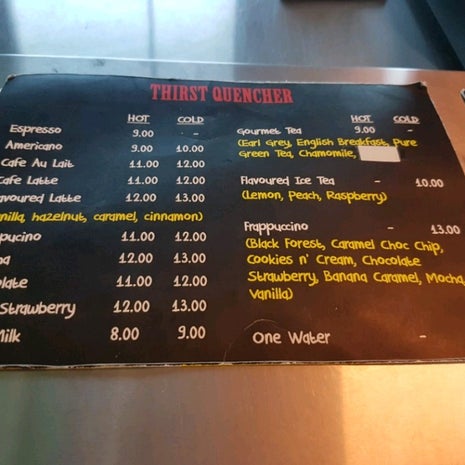 THIRST QUENCHER
HOT COLD
Espresso 9.00 -
Americano 9.00 10.00
Cafe Au Lait 11.00 12.00
Cafe Latte 11.00 12.00
avoured Latte 12.00 13.00
anilla, hazelnut, caramel, cinnamon)
pucino 11.00 12.00
ha 12.00 13.00
olate 11.00 12.00
Strawberry 12.00 13.00
Milk 8.00 9.00
HOT COLD
Gourmet Tea 9.00 -
(Earl Grey, English Breakfast, Pure
Green Tea, Chamomile,
Flavoured Ice Tea - 10.00
(Lemon, Peach, Raspberry)
Frappuccino - 13.00
(Black Forest, Caramel Choc Chip,
Cookies n' Cream, Chocolate
Strawberry, Banana Caramel, Mocha,
Vanilla)
One Water -